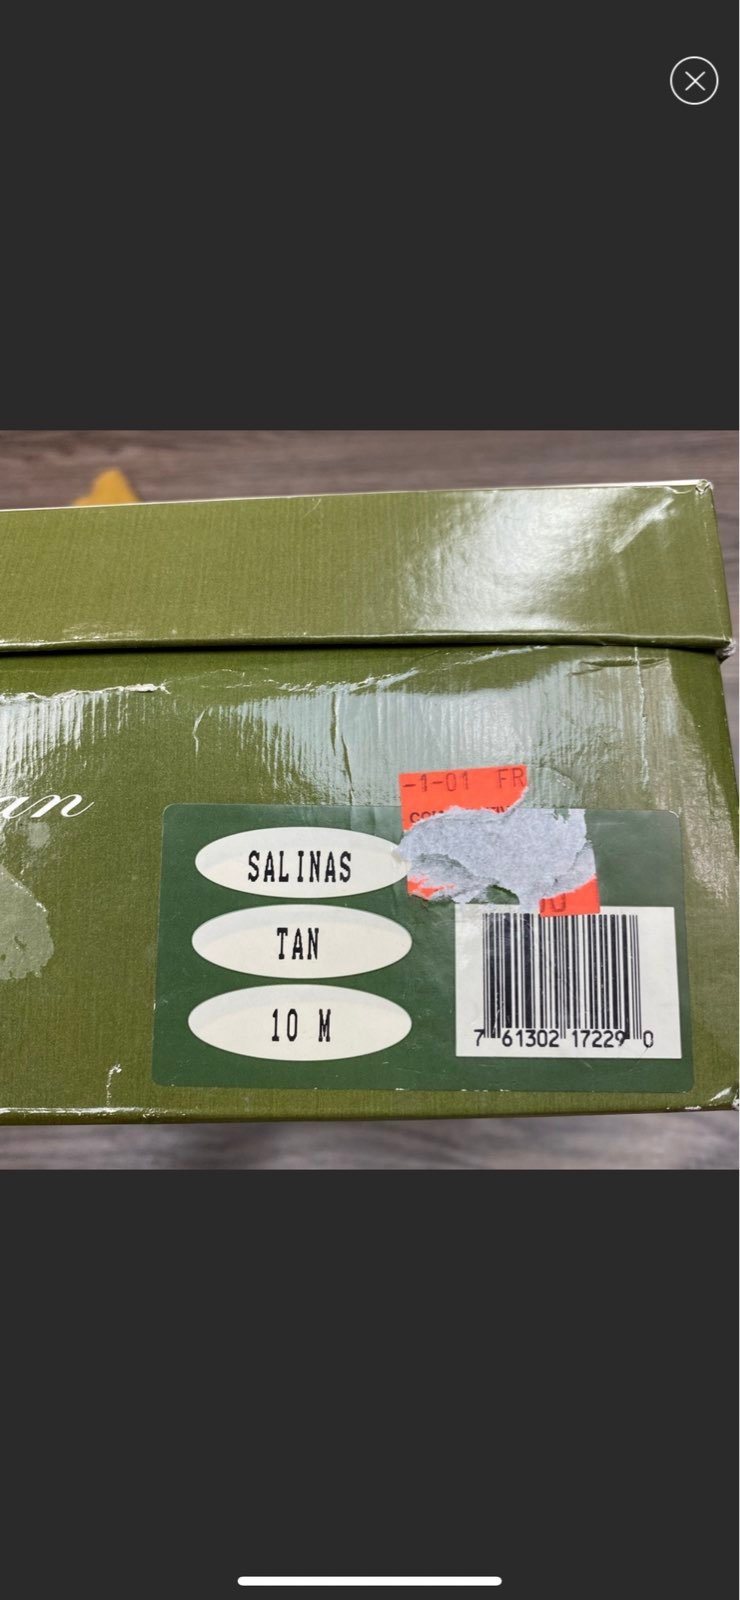 -1-01 FR
SALINAS
TAN
10 M
7 61302 17229 0